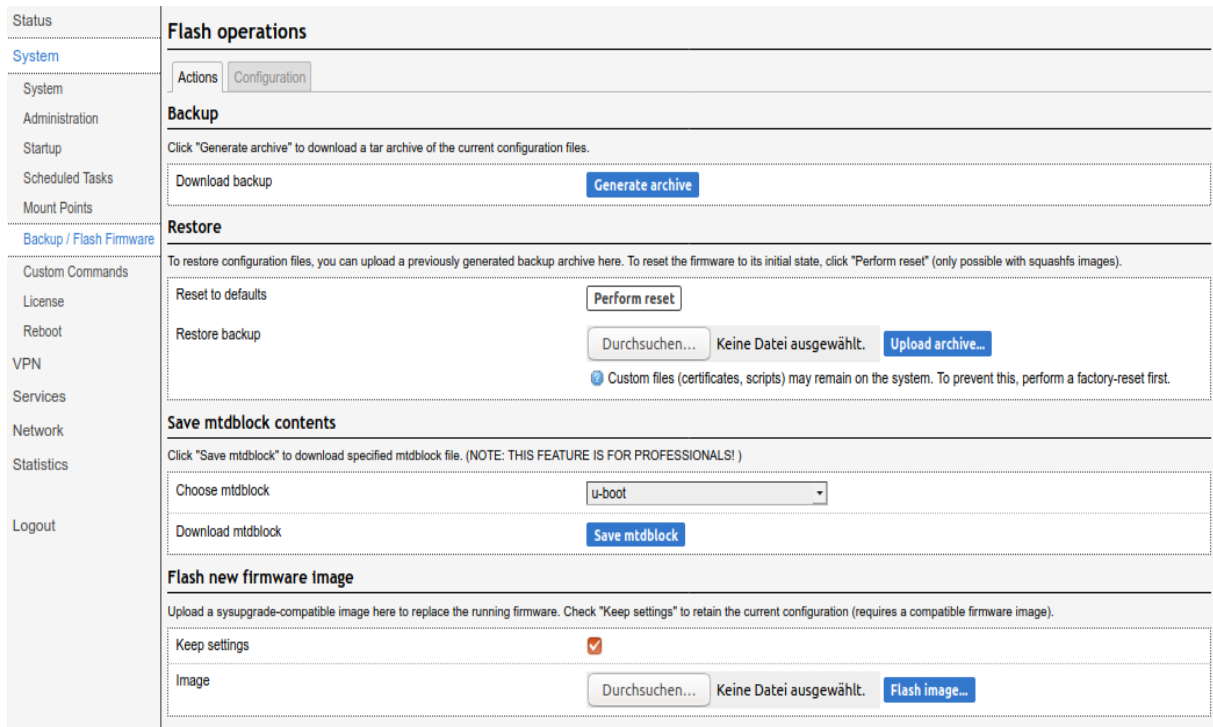 Status
System
System
Administration
Startup
Scheduled Tasks
Mount Points
Backup / Flash Firmware
Custom Commands
License
Reboot
VPN
Services
Network
Statistics
Logout
Flash operations
Actions
Configuration
Backup
Click "Generate archive" to download a tar archive of the current configuration files.
Download backup
Generate archive
Restore
To restore configuration files, you can upload a previously generated backup archive here. To reset the firmware to its initial state, click "Perform reset" (only possible with squashfs images).
Reset to defaults
Perform reset
Restore backup
Durchsuchen... Keine Datei ausgewählt. Upload archive...
Custom files (certificates, scripts) may remain on the system. To prevent this, perform a factory-reset first.
Save mtdblock contents
Click "Save mtdblock" to download specified mtdblock file. (NOTE: THIS FEATURE IS FOR PROFESSIONALS! )
Choose mtdblock
u-boot
Download mtdblock
Save mtdblock
Flash new firmware image
Upload a sysupgrade-compatible image here to replace the running firmware. Check "Keep settings" to retain the current configuration (requires a compatible firmware image).
Keep settings
Image
Durchsuchen... Keine Datei ausgewählt. Flash image...